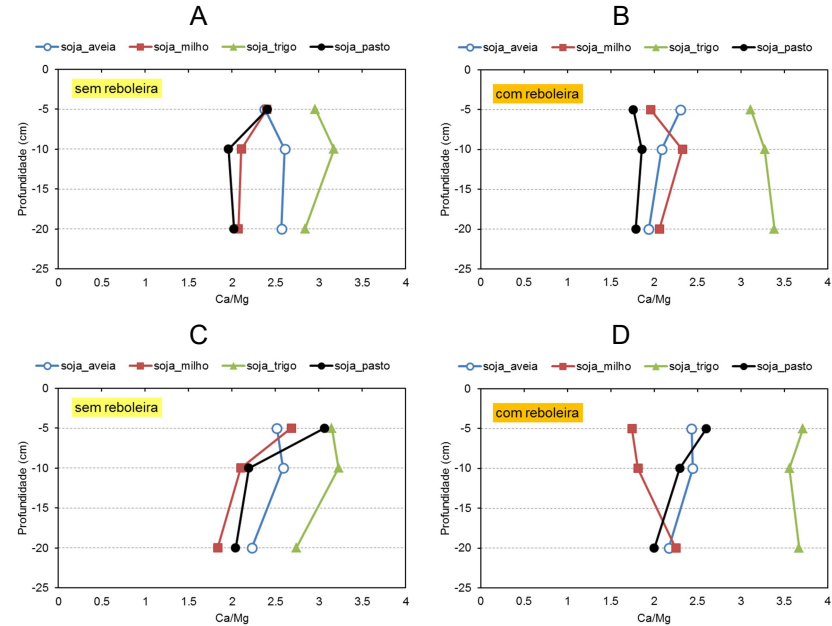 A
soja_aveia soja_milho soja_trigo soja_pasto
sem reboleira
Profundidade (cm)
0
-5
-10
-15
-20
-25
0 0.5 1 1.5 2 2.5 3 3.5 4
Ca/Mg
B
soja_aveia soja_milho soja_trigo soja_pasto
com reboleira
Profundidade (cm)
0
-5
-10
-15
-20
-25
0 0.5 1 1.5 2 2.5 3 3.5 4
Ca/Mg
C
soja_aveia soja_milho soja_trigo soja_pasto
sem reboleira
Profundidade (cm)
0
-5
-10
-15
-20
-25
0 0.5 1 1.5 2 2.5 3 3.5 4
Ca/Mg
D
soja_aveia soja_milho soja_trigo soja_pasto
com reboleira
Profundidade (cm)
0
-5
-10
-15
-20
-25
0 0.5 1 1.5 2 2.5 3 3.5 4
Ca/Mg